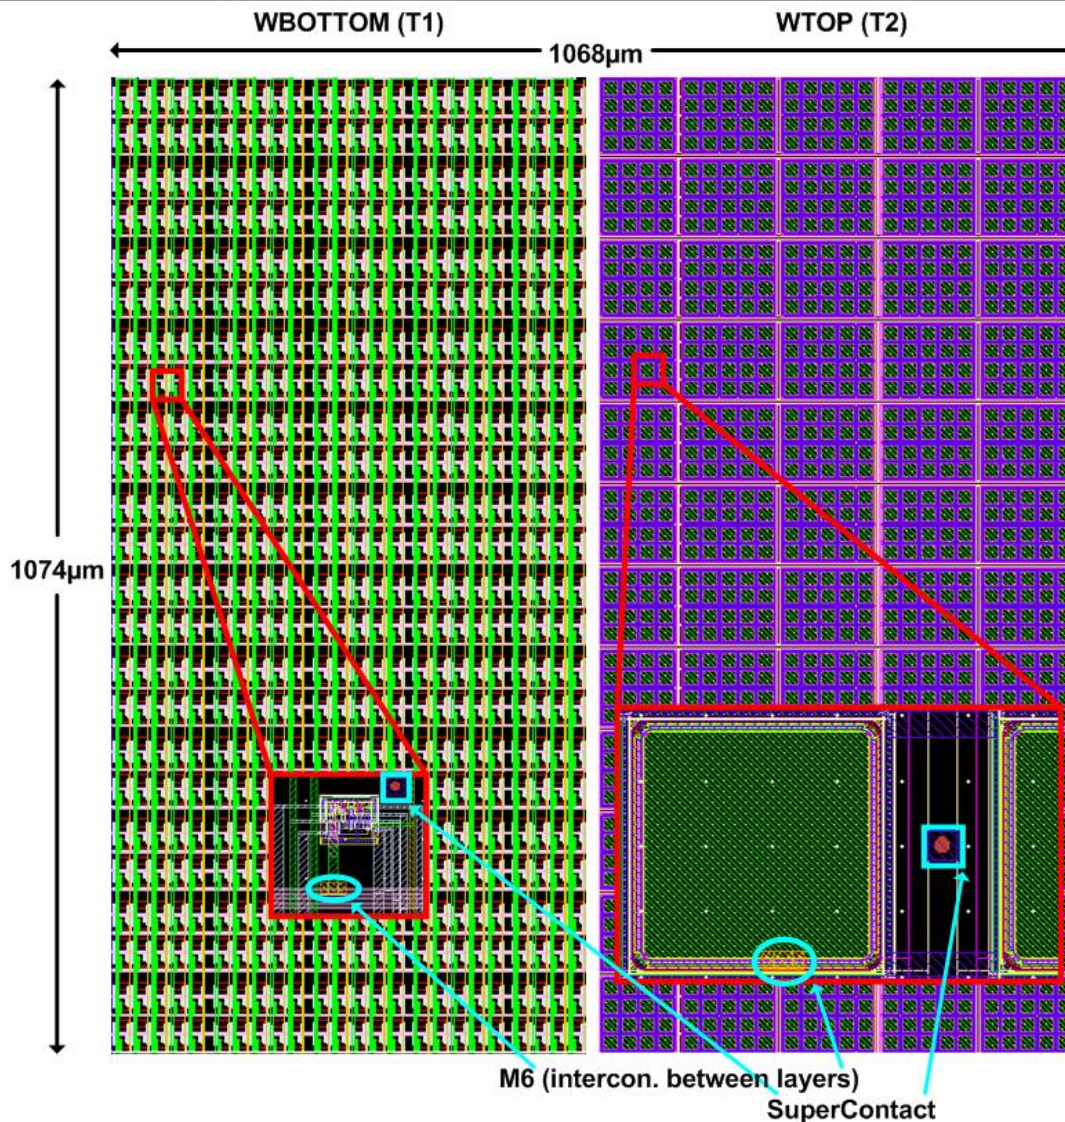 WBOTTOM (T1)
WTOP (T2)
1068µm
1074µm
M6 (intercon. between layers)
SuperContact